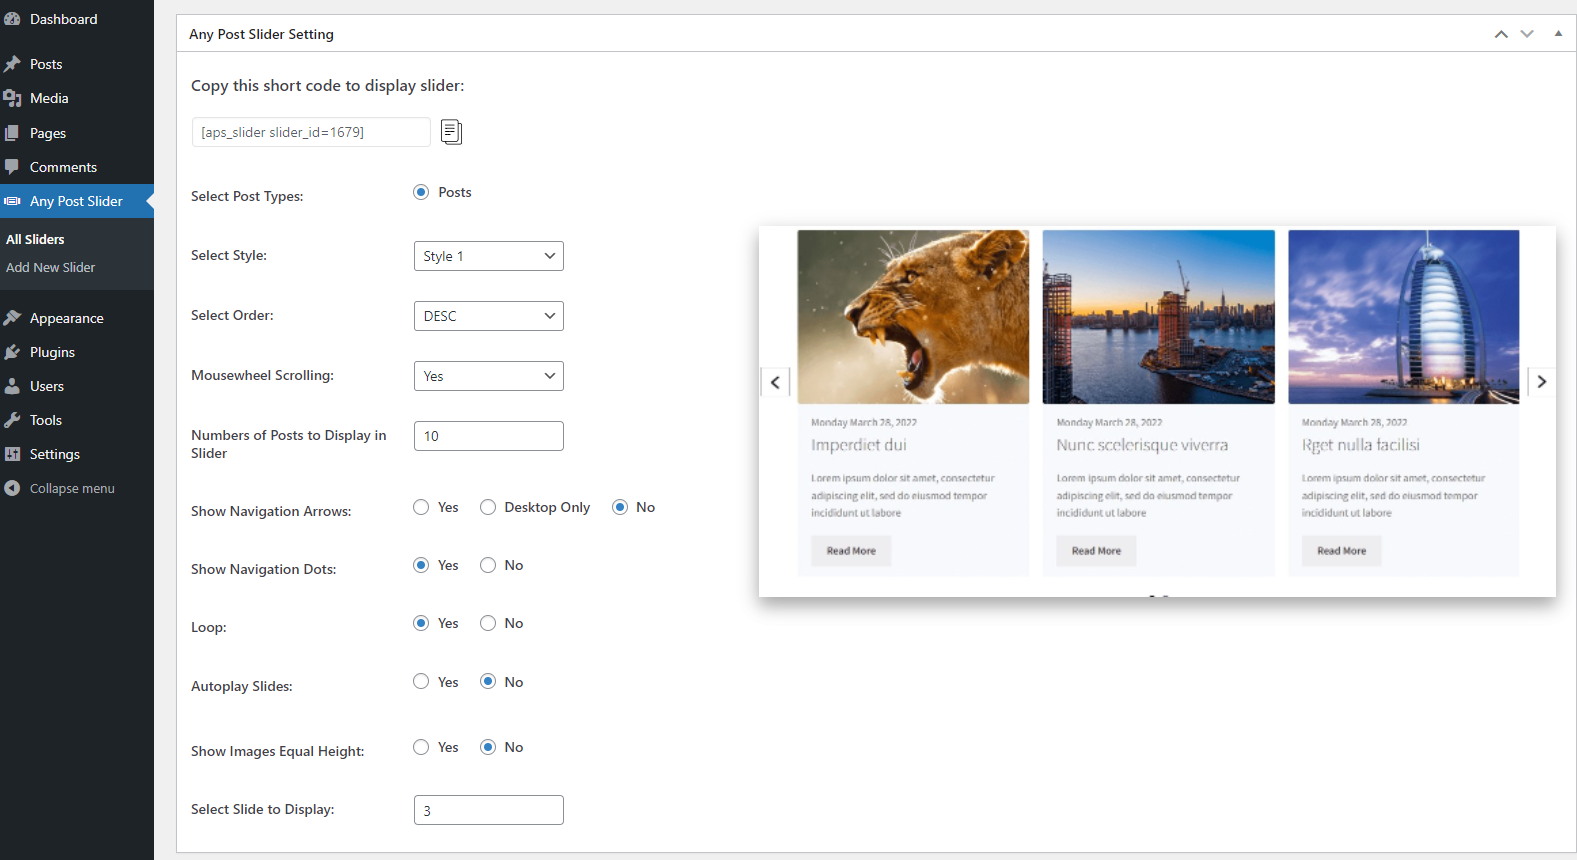 Dashboard
Posts
Media
Pages
Comments
Any Post Slider
All Sliders
Add New Slider
Appearance
Plugins
Users
Tools
Settings
Collapse menu
Any Post Slider Setting
Copy this short code to display slider:
[aps_slider slider_id=1679]
Select Post Types:
Posts
Select Style:
Style 1
Select Order:
DESC
Mousewheel Scrolling:
Yes
Numbers of Posts to Display in
Slider
10
Show Navigation Arrows:
Yes Desktop Only No
Show Navigation Dots:
Yes No
Loop:
Yes No
Autoplay Slides:
Yes No
Show Images Equal Height:
Yes No
Select Slide to Display:
3
Monday March 28, 2022
Imperdiet dui
Lorem ipsum dolor sit amet, consectetur
adipiscing elit, sed do eiusmod tempor
incididunt ut labore
Read More
Monday March 28, 2022
Nunc scelerisque viverra
Lorem ipsum dolor sit amet, consectetur
adipiscing elit, sed do eiusmod tempor
incididunt ut labore
Read More
Monday March 28, 2022
Rget nulla facilisi
Lorem ipsum dolor sit amet, consectetur
adipiscing elit, sed do eiusmod tempor
incididunt ut labore
Read More